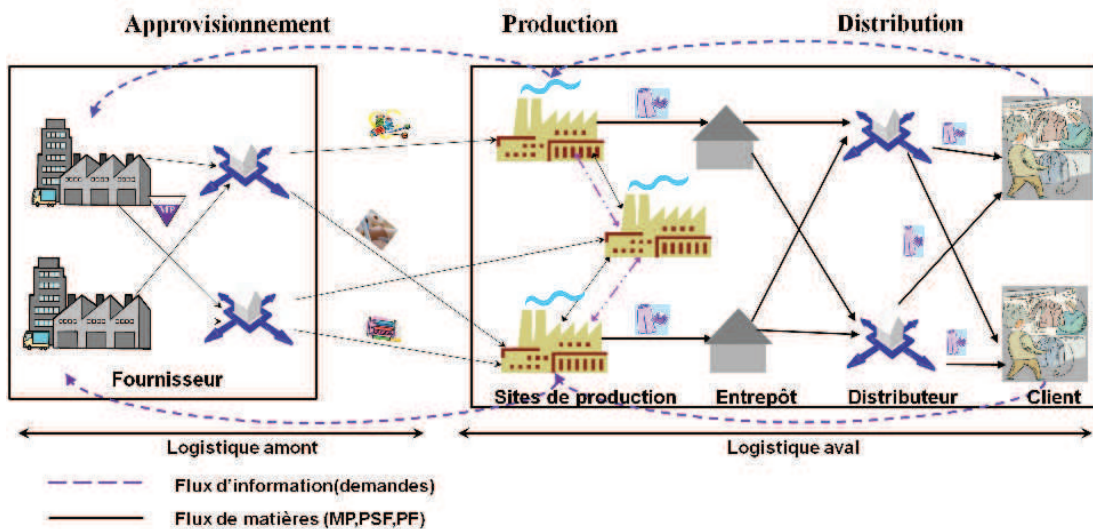 Approvisionnement Production Distribution
MP
Fournisseur
Sites de production Entrepôt Distributeur Client
Logistique amont Logistique aval
Flux d'information(demandes)
Flux de matières (MP,PSF,PF)